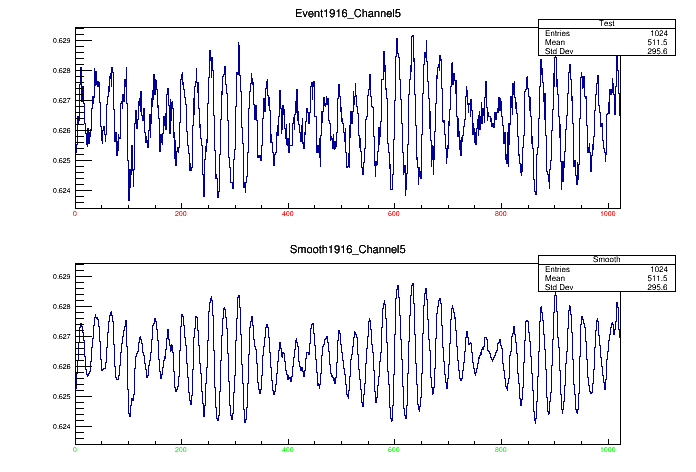 Event1916_Channel5
Test
Entries 1024
Mean 511.5
Std Dev 295.6
0.629
0.628
0.627
0.626
0.625
0.624
0 200 400 600 800 1000
Smooth1916_Channel5
Smooth
Entries 1024
Mean 511.5
Std Dev 295.6
0.629
0.628
0.627
0.626
0.625
0.624
0 200 400 600 800 1000